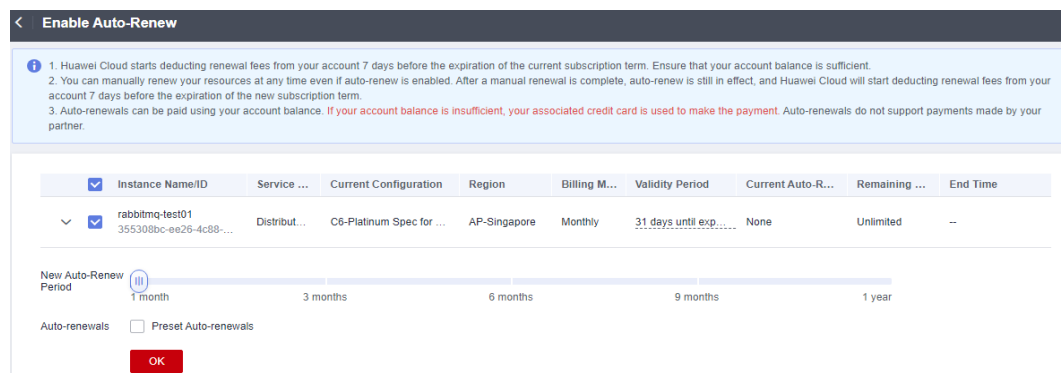 Enable Auto-Renew
1. Huawei Cloud starts deducting renewal fees from your account 7 days before the expiration of the current subscription term. Ensure that your account balance is sufficient.
2. You can manually renew your resources at any time even if auto-renew is enabled. After a manual renewal is complete, auto-renew is still in effect, and Huawei Cloud will start deducting renewal fees from your
account 7 days before the expiration of the new subscription term.
3. Auto-renewals can be paid using your account balance. If your account balance is insufficient, your associated credit card is used to make the payment. Auto-renewals do not support payments made by your
partner.
Instance Name/ID Service ... Current Configuration Region Billing M... Validity Period Current Auto-R... Remaining ... End Time
rabbitmq-test01
355308bc-ee26-4c88-...
Distribut... C6-Platinum Spec for ... AP-Singapore Monthly 31 days until exp... None Unlimited --
New Auto-Renew
Period
1 month 3 months 6 months 9 months 1 year
Auto-renewals Preset Auto-renewals
OK